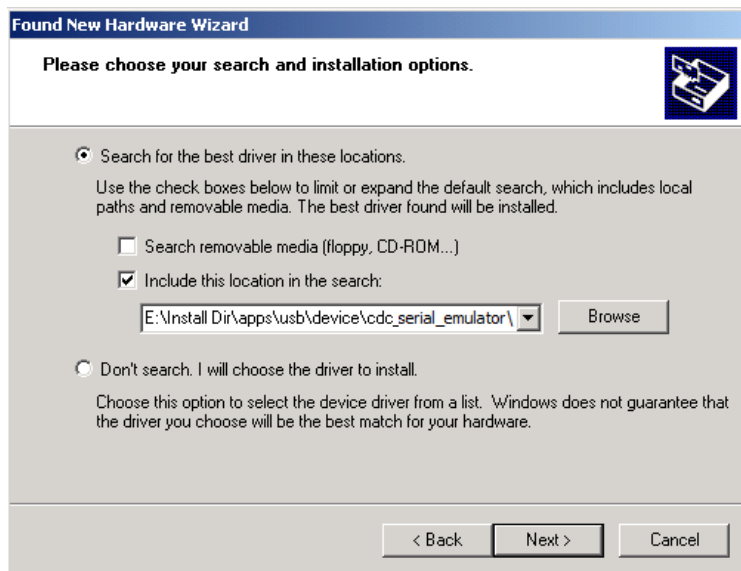 Found New Hardware Wizard
Please choose your search and installation options.
Search for the best driver in these locations.
Use the check boxes below to limit or expand the default search, which includes local
paths and removable media. The best driver found will be installed.
Search removable media (floppy, CD-ROM...)
Include this location in the search:
E:\Install Dir\apps\usb\device\cdc_serial_emulator\
Browse
Don't search. I will choose the driver to install.
Choose this option to select the device driver from a list. Windows does not guarantee that
the driver you choose will be the best match for your hardware.
< Back
Next >
Cancel